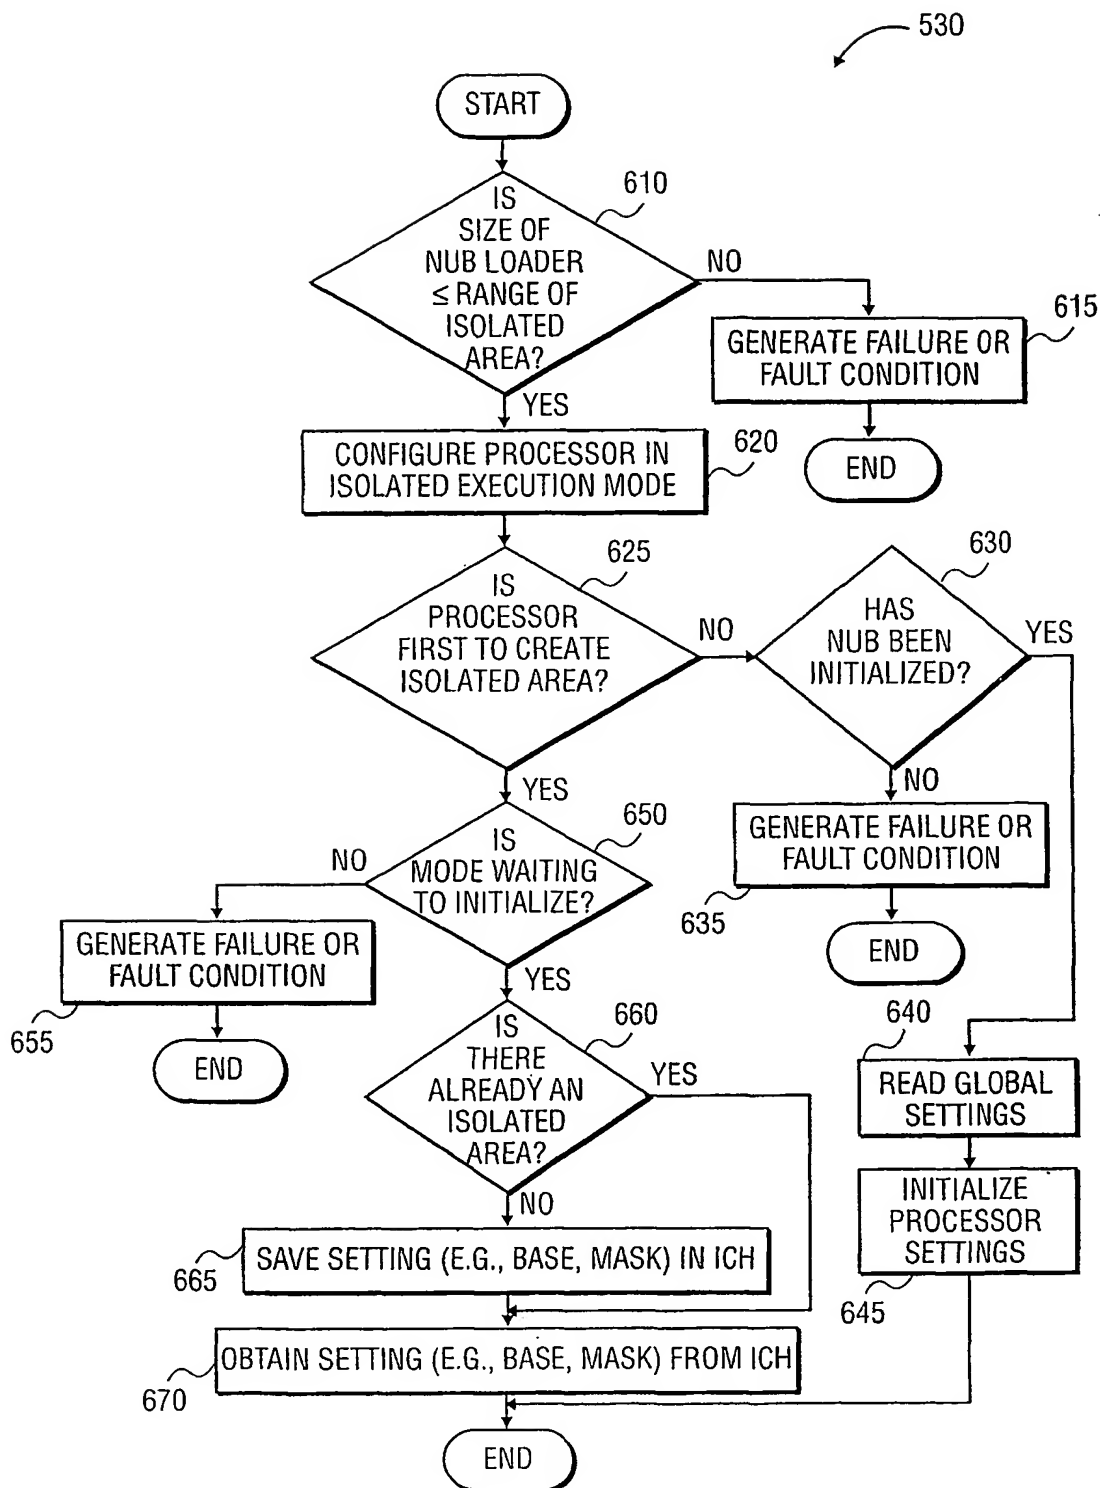 530
START
610
IS
SIZE OF
NUB LOADER
≤ RANGE OF
ISOLATED
AREA?
NO
615
GENERATE FAILURE OR
FAULT CONDITION
END
YES
620
CONFIGURE PROCESSOR IN
ISOLATED EXECUTION MODE
625
IS
PROCESSOR
FIRST TO CREATE
ISOLATED AREA?
NO
630
HAS
NUB BEEN
INITIALIZED?
YES
NO
GENERATE FAILURE OR
FAULT CONDITION
635
END
YES
650
IS
MODE WAITING
TO INITIALIZE?
NO
GENERATE FAILURE OR
FAULT CONDITION
655
END
YES
660
IS
THERE
ALREADY AN
ISOLATED
AREA?
YES
640
READ GLOBAL
SETTINGS
INITIALIZE
PROCESSOR
SETTINGS
645
NO
SAVE SETTING (E.G., BASE, MASK) IN ICH
665
OBTAIN SETTING (E.G., BASE, MASK) FROM ICH
670
END